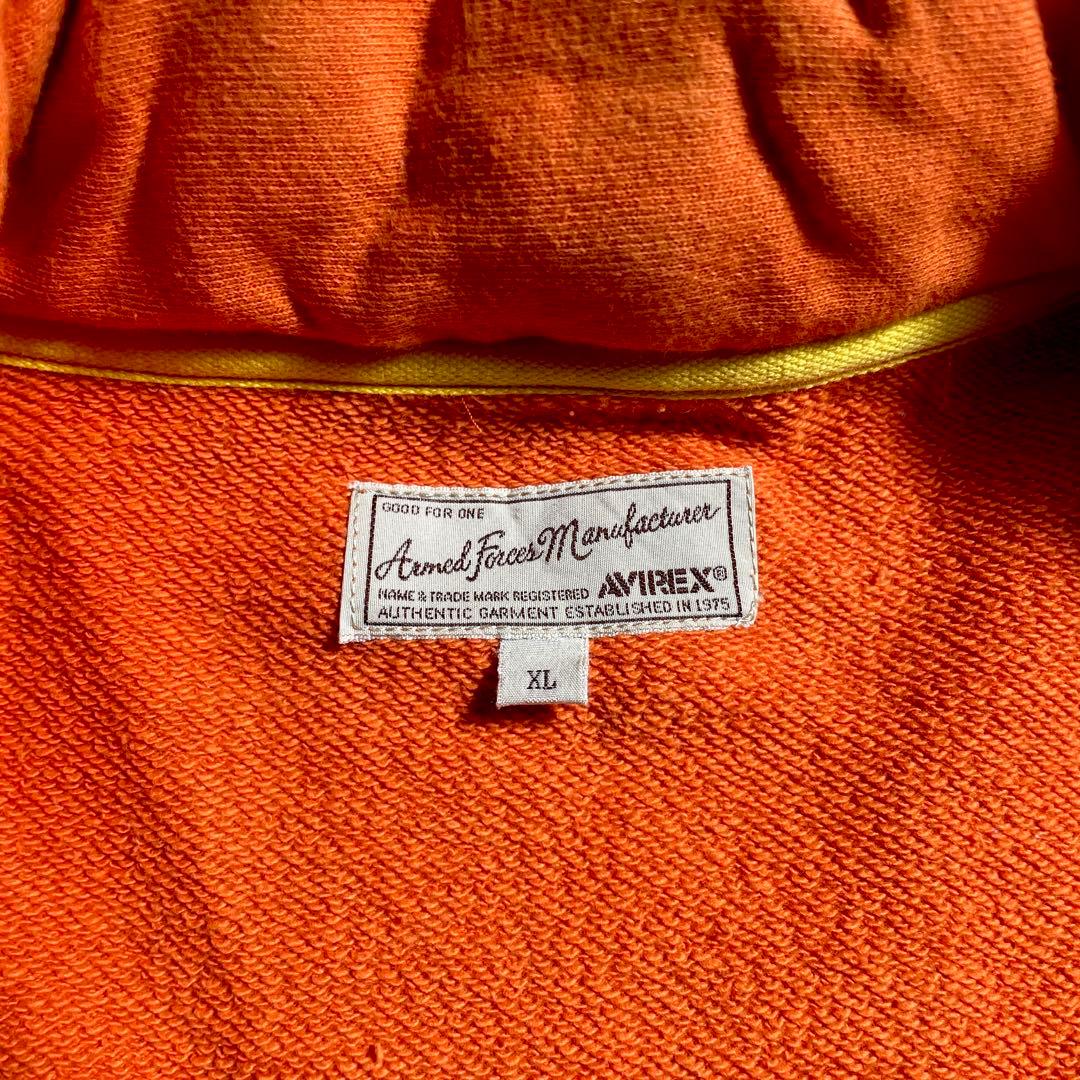 GOOD FOR ONE
Armed Forces Manufacturer
NAME & TRADE MARK REGISTERED AVIREX®
AUTHENTIC GARMENT ESTABLISHED IN 1975
XL